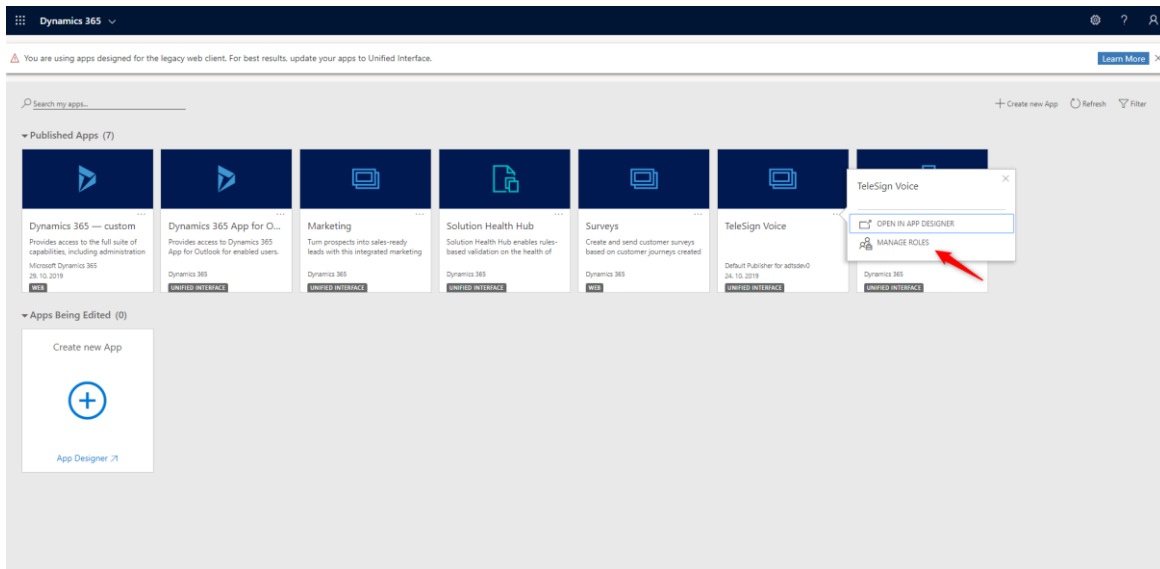 Dynamics 365
You are using apps designed for the legacy web client. For best results, update your apps to Unified Interface.
Learn More
Search my apps...
Create new App
Refresh
Filter
Published Apps (7)
Dynamics 365 — custom
Provides access to the full suite of
capabilities, including administration
Microsoft Dynamics 365
29. 10. 2019
WEB
Dynamics 365 App for O...
Provides access to Dynamics 365
App for Outlook for enabled users.
Dynamics 365
UNIFIED INTERFACE
Marketing
Turn prospects into sales-ready
leads with this integrated marketing
Dynamics 365
UNIFIED INTERFACE
Solution Health Hub
Solution Health Hub enables rules-
based validation on the health of
Dynamics 365
UNIFIED INTERFACE
Surveys
Create and send customer surveys
based on customer journeys created
Dynamics 365
WEB
TeleSign Voice
Default Publisher for adtsdev0
24. 10. 2019
UNIFIED INTERFACE
Dynamics 365
UNIFIED INTERFACE
TeleSign Voice
OPEN IN APP DESIGNER
MANAGE ROLES
Apps Being Edited (0)
Create new App
App Designer